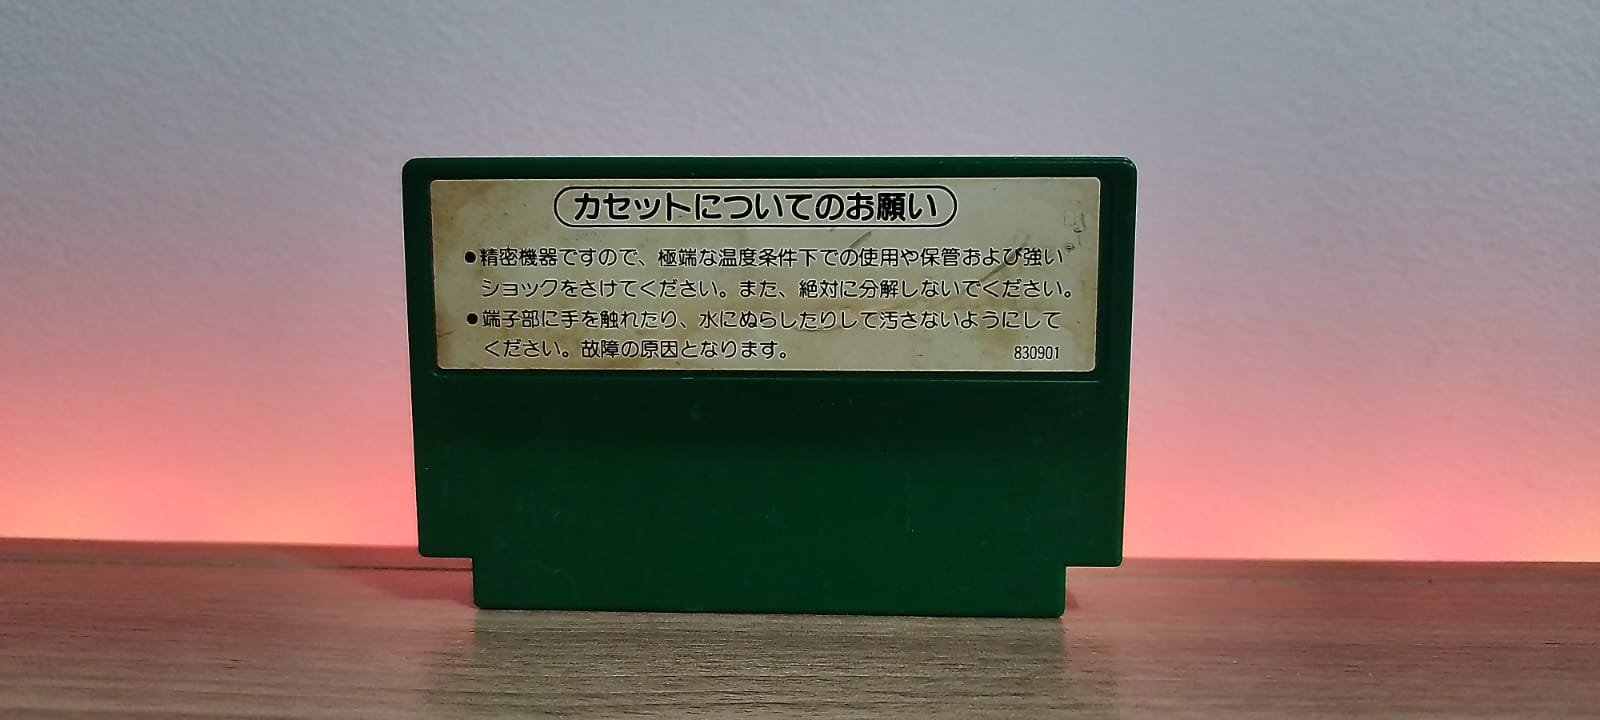 カセットについてのお願い
●精密機器ですので、極端な温度条件下での使用や保管および強い
ショックをさけてください。また、絶対に分解しないでください。
●端子部に手を触れたり、水にぬらしたりして汚さないようにして
ください。故障の原因となります。
830901